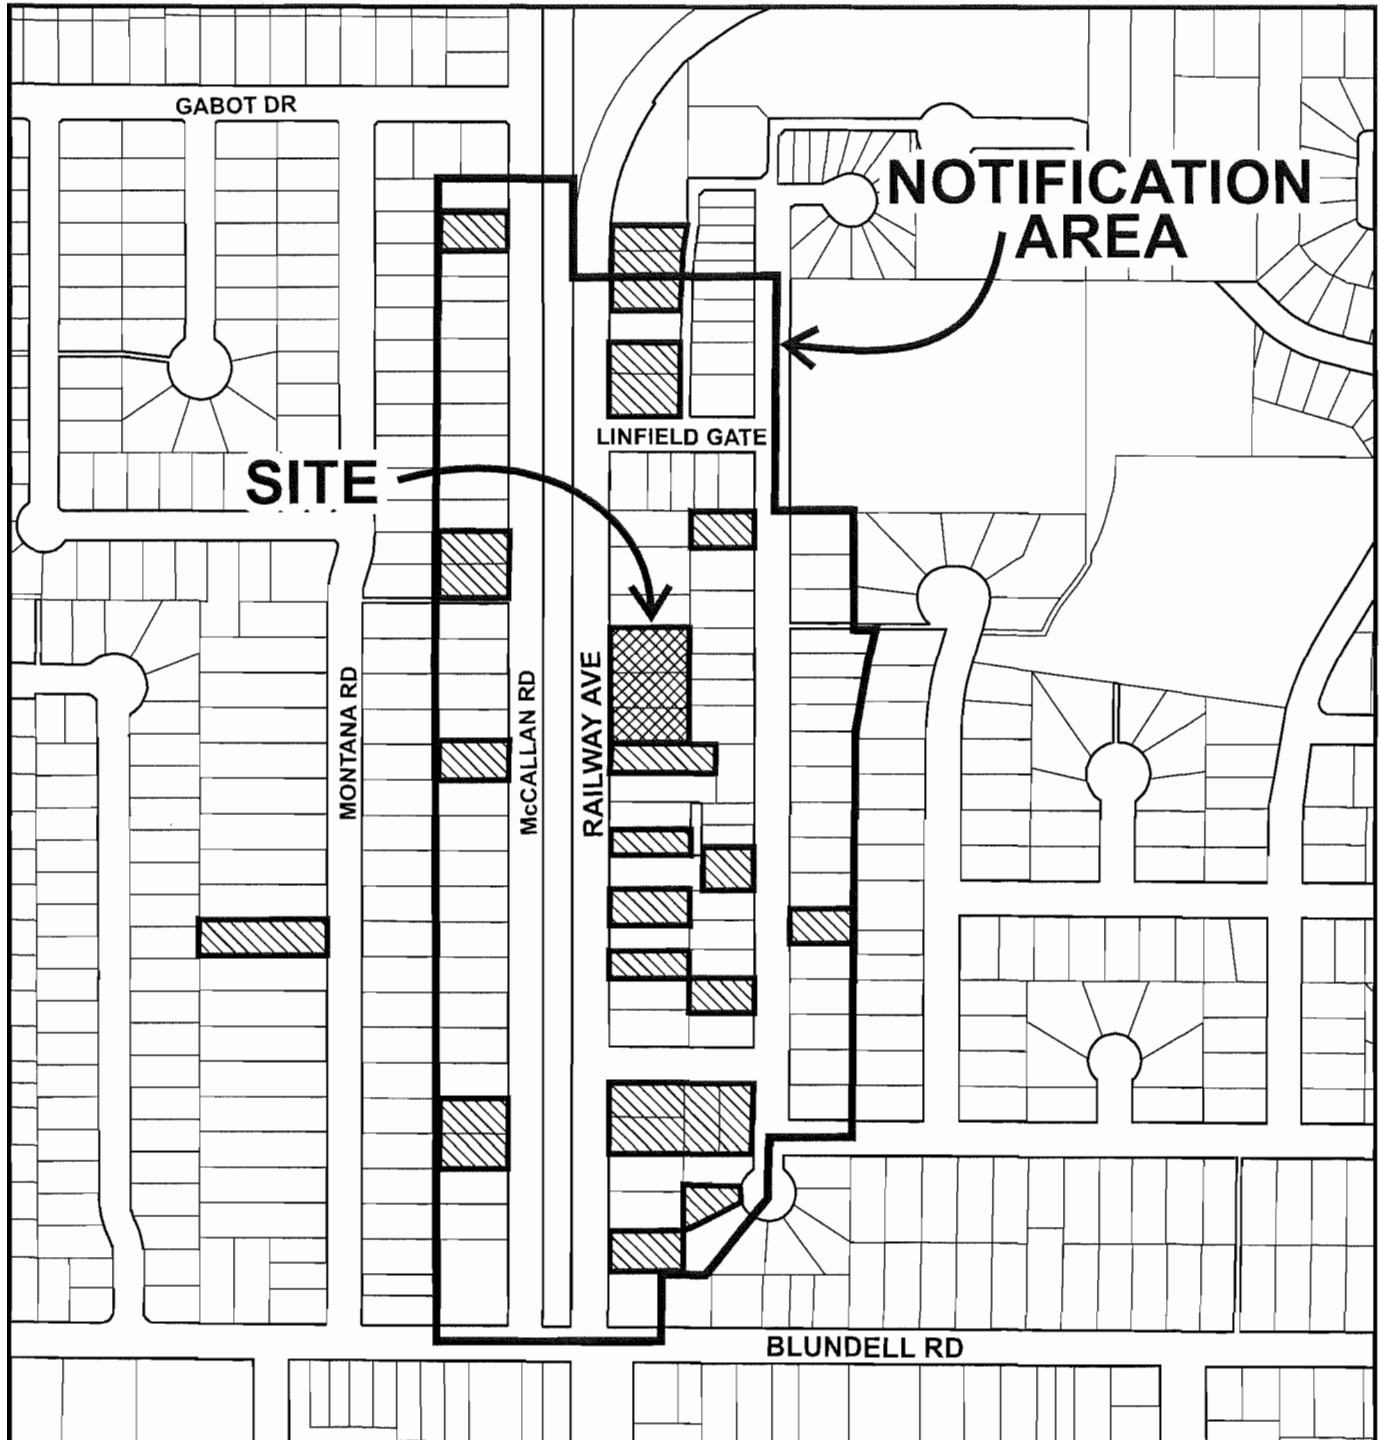 GABOT DR
NOTIFICATION
AREA
LINFIELD GATE
SITE
MONTANA RD
McCALLAN RD
RAILWAY AVE
BLUNDELL RD